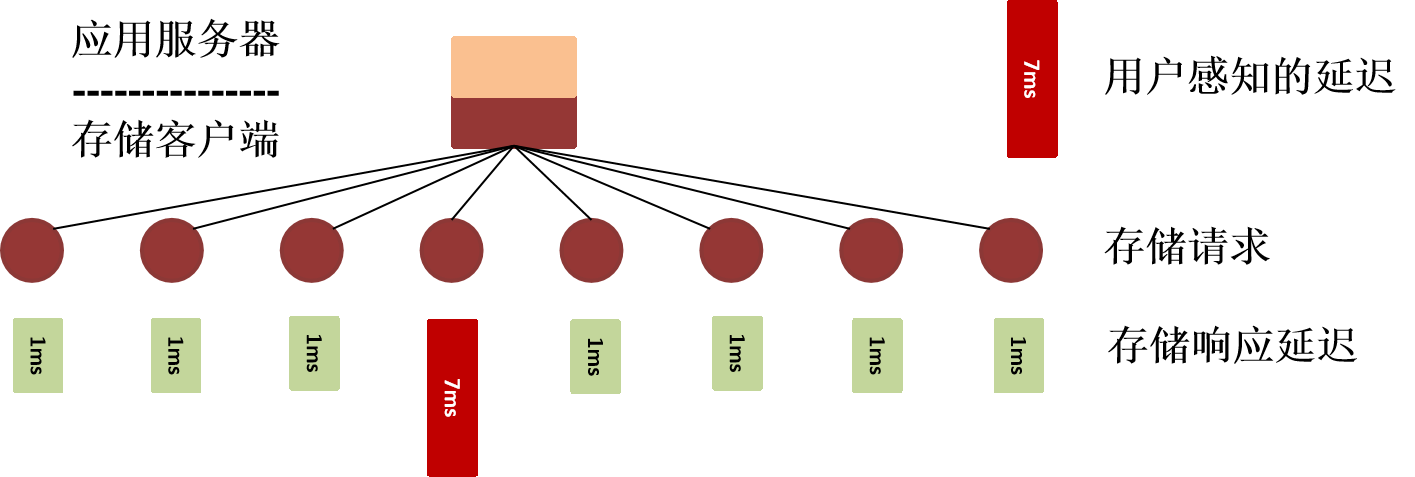 应用服务器
---------------
存储客户端
7ms
用户感知的延迟
存储请求
1ms
1ms
1ms
7ms
1ms
1ms
1ms
1ms
存储响应延迟